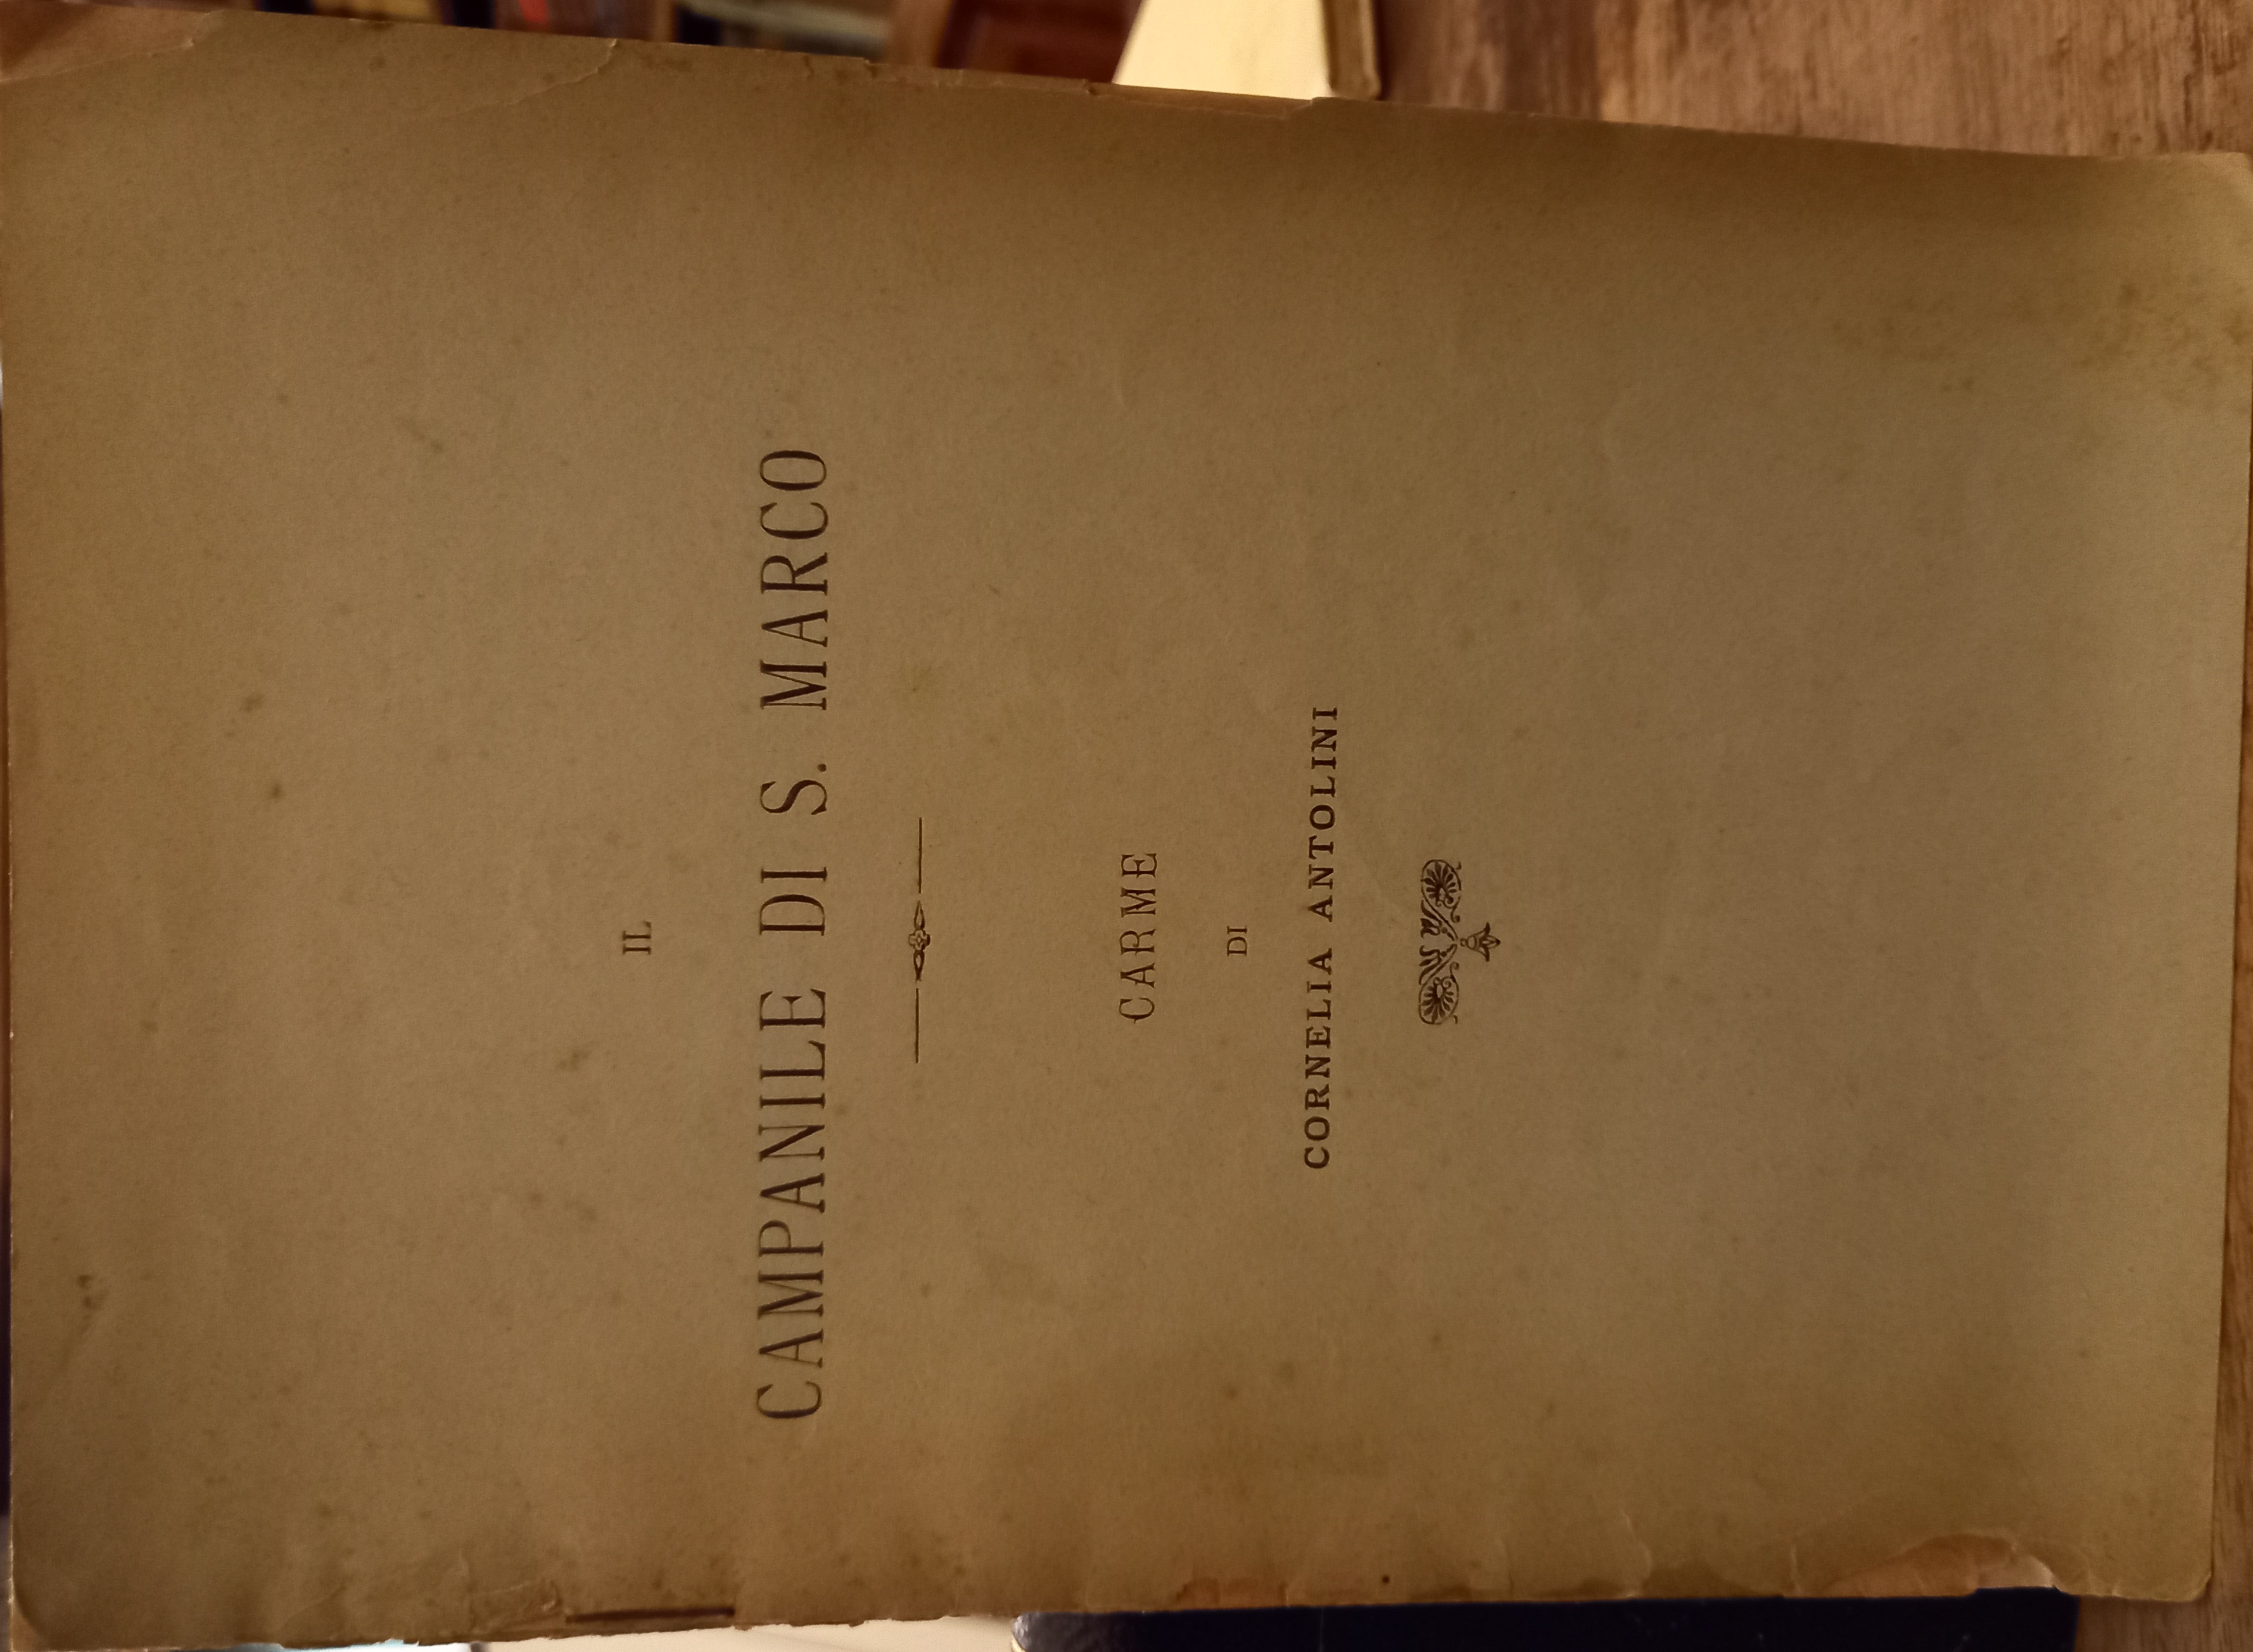 IL
CAMPANILE DI S. MARCO
CARME
DI
CORNELIA ANTOLINI